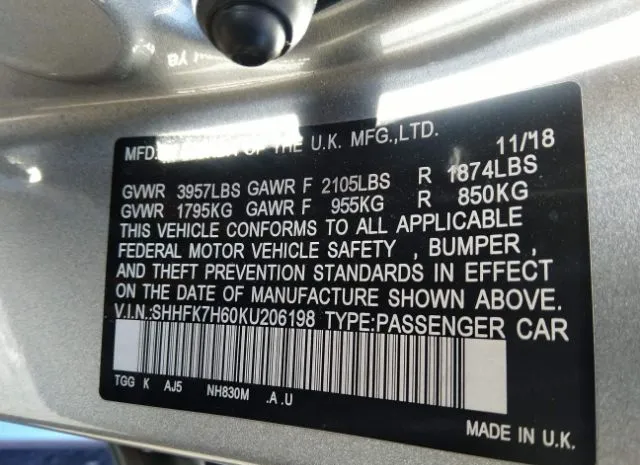 MFD. OF THE U.K. MFG.,LTD. 11/18
GVWR 3957LBS GAWR F 2105LBS R 1874LBS
GVWR 1795KG GAWR F 955KG R 850KG
THIS VEHICLE CONFORMS TO ALL APPLICABLE
FEDERAL MOTOR VEHICLE SAFETY , BUMPER ,
AND THEFT PREVENTION STANDARDS IN EFFECT
ON THE DATE OF MANUFACTURE SHOWN ABOVE.
V.I.N.:SHHFK7H60KU206198 TYPE:PASSENGER CAR
TGG K AJ5 NH830M .A .U
MADE IN U.K.